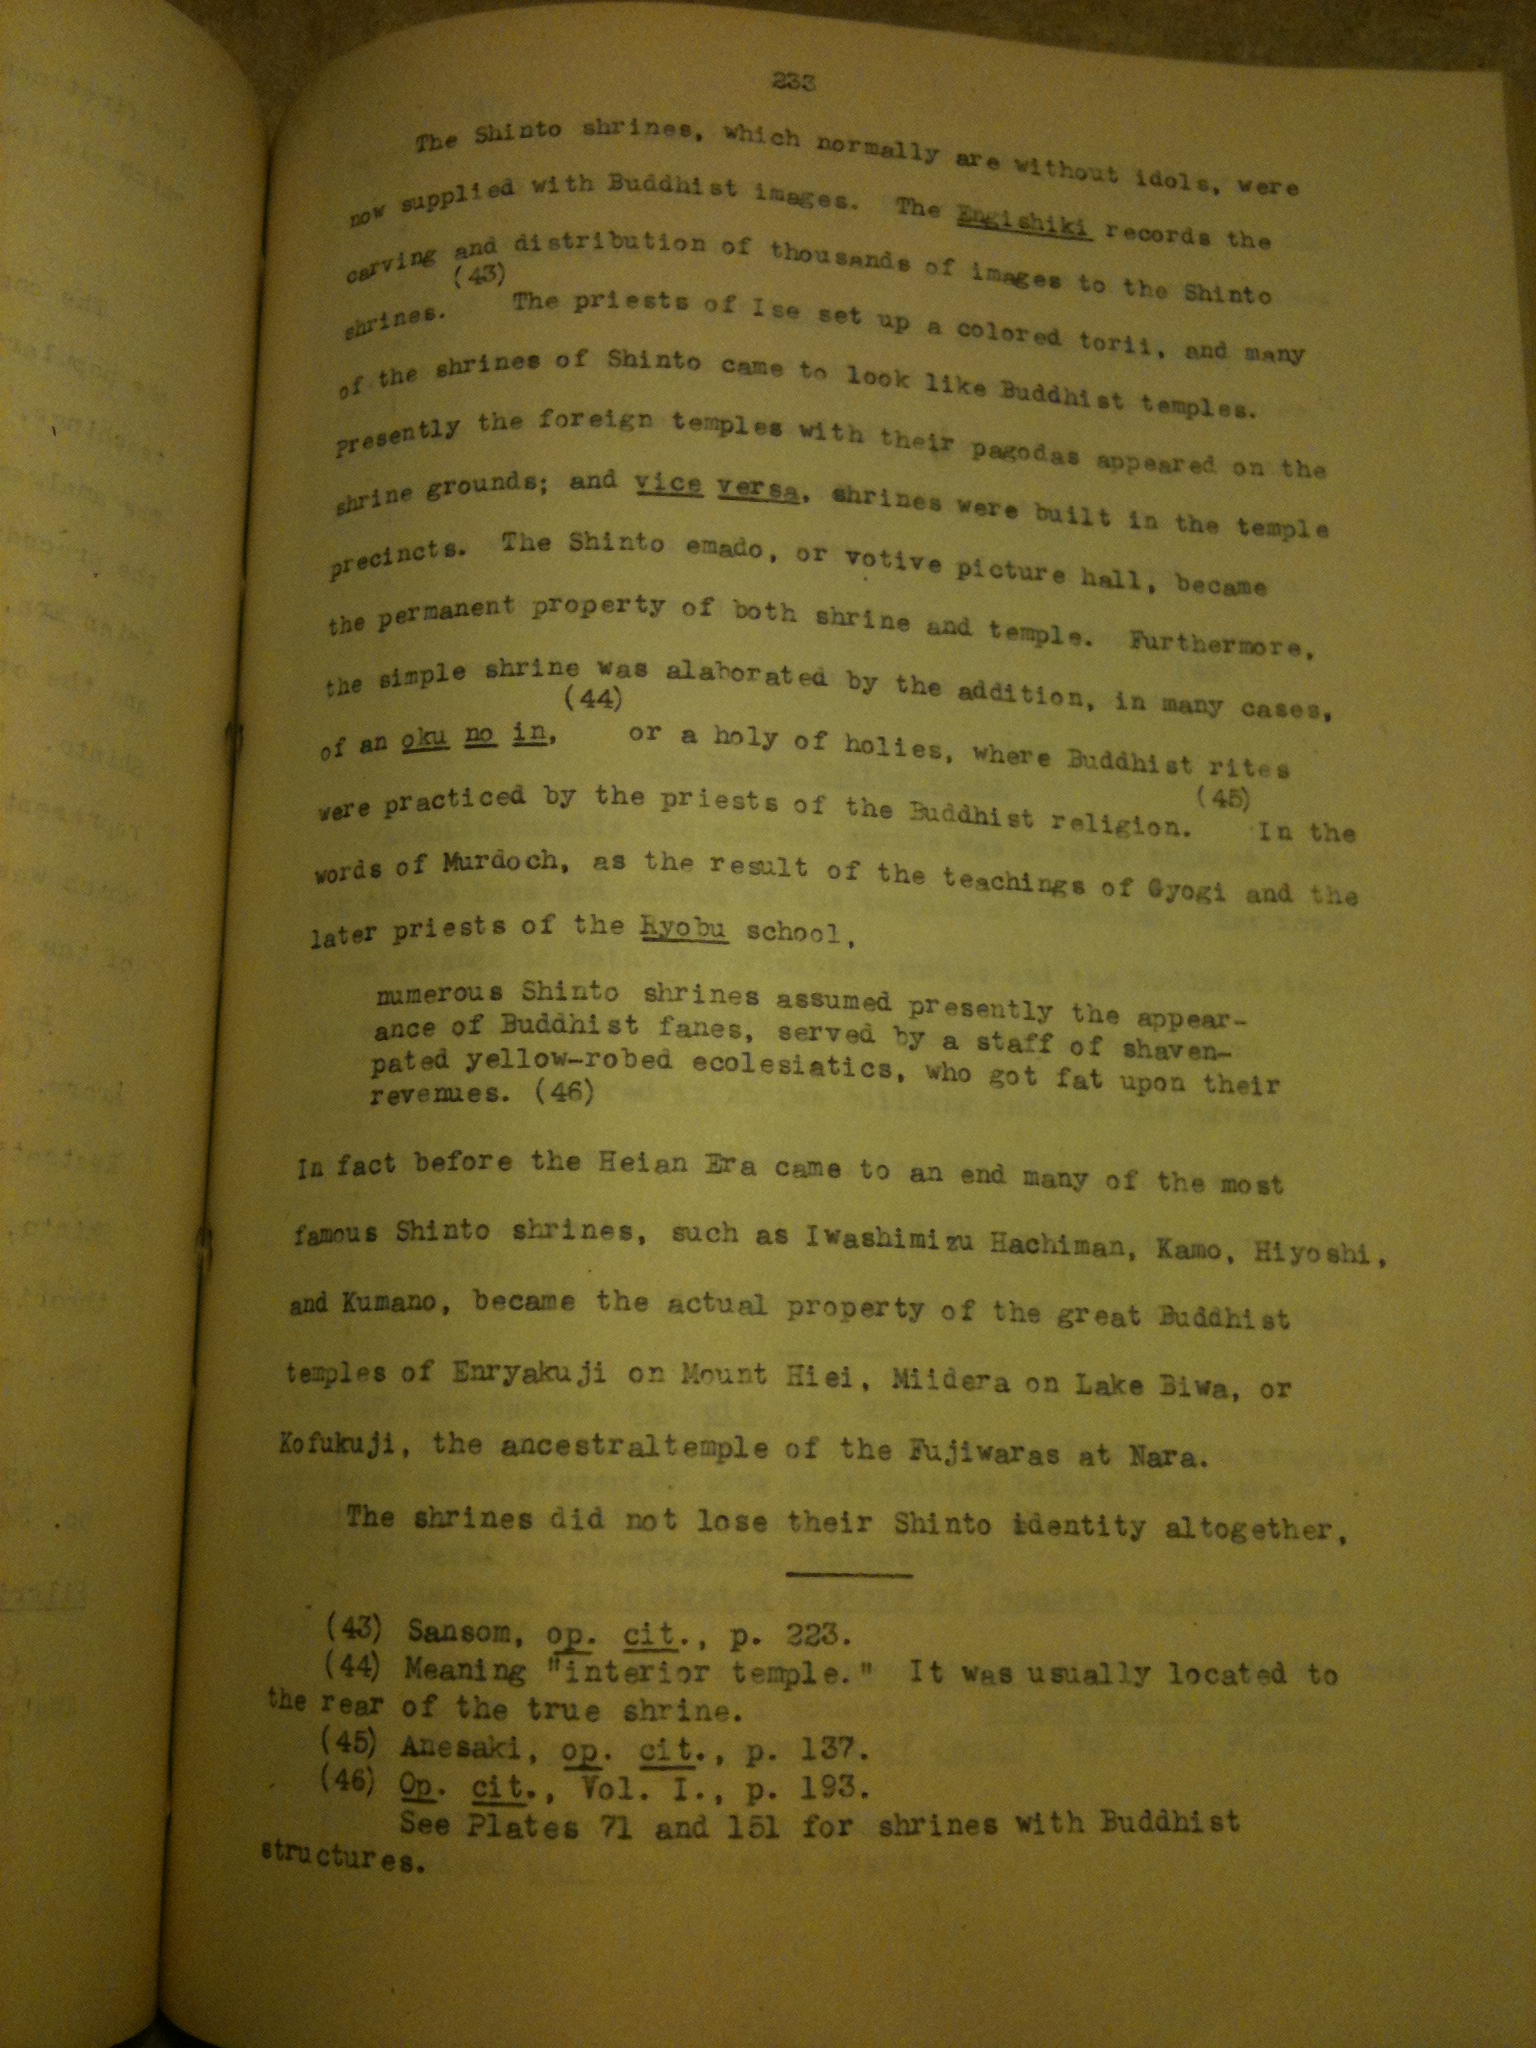 233
The Shinto shrines, which normally are without idols, were
now supplied with Buddhist images. The Engishiki records the
carving and distribution of thousands of images to the Shinto
shrines. (43) The priests of Ise set up a colored torii, and many
of the shrines of Shinto came to look like Buddhist temples.
Presently the foreign temples with their pagodas appeared on the
shrine grounds; and vice versa, shrines were built in the temple
precincts. The Shinto emado, or votive picture hall, became
the permanent property of both shrine and temple. Furthermore,
the simple shrine was alaborated by the addition, in many cases,
of an oku no in, (44) or a holy of holies, where Buddhist rites
were practiced by the priests of the Buddhist religion. (45) In the
words of Murdoch, as the result of the teachings of Gyogi and the
later priests of the Ryobu school,
numerous Shinto shrines assumed presently the appear-
ance of Buddhist fanes, served by a staff of shaven-
pated yellow-robed ecolesiatics, who got fat upon their
revenues. (46)
In fact before the Heian Era came to an end many of the most
famous Shinto shrines, such as Iwashimizu Hachiman, Kamo, Hiyoshi,
and Kumano, became the actual property of the great Buddhist
temples of Enryakuji on Mount Hiei, Miidera on Lake Biwa, or
Kofukuji, the ancestraltemple of the Fujiwaras at Nara.
The shrines did not lose their Shinto identity altogether,
(43) Sansom, op. cit., p. 223.
(44) Meaning "interior temple." It was usually located to
the rear of the true shrine.
(45) Anesaki, op. cit., p. 137.
(46) Op. cit., Vol. I., p. 193.
See Plates 71 and 151 for shrines with Buddhist
structures.